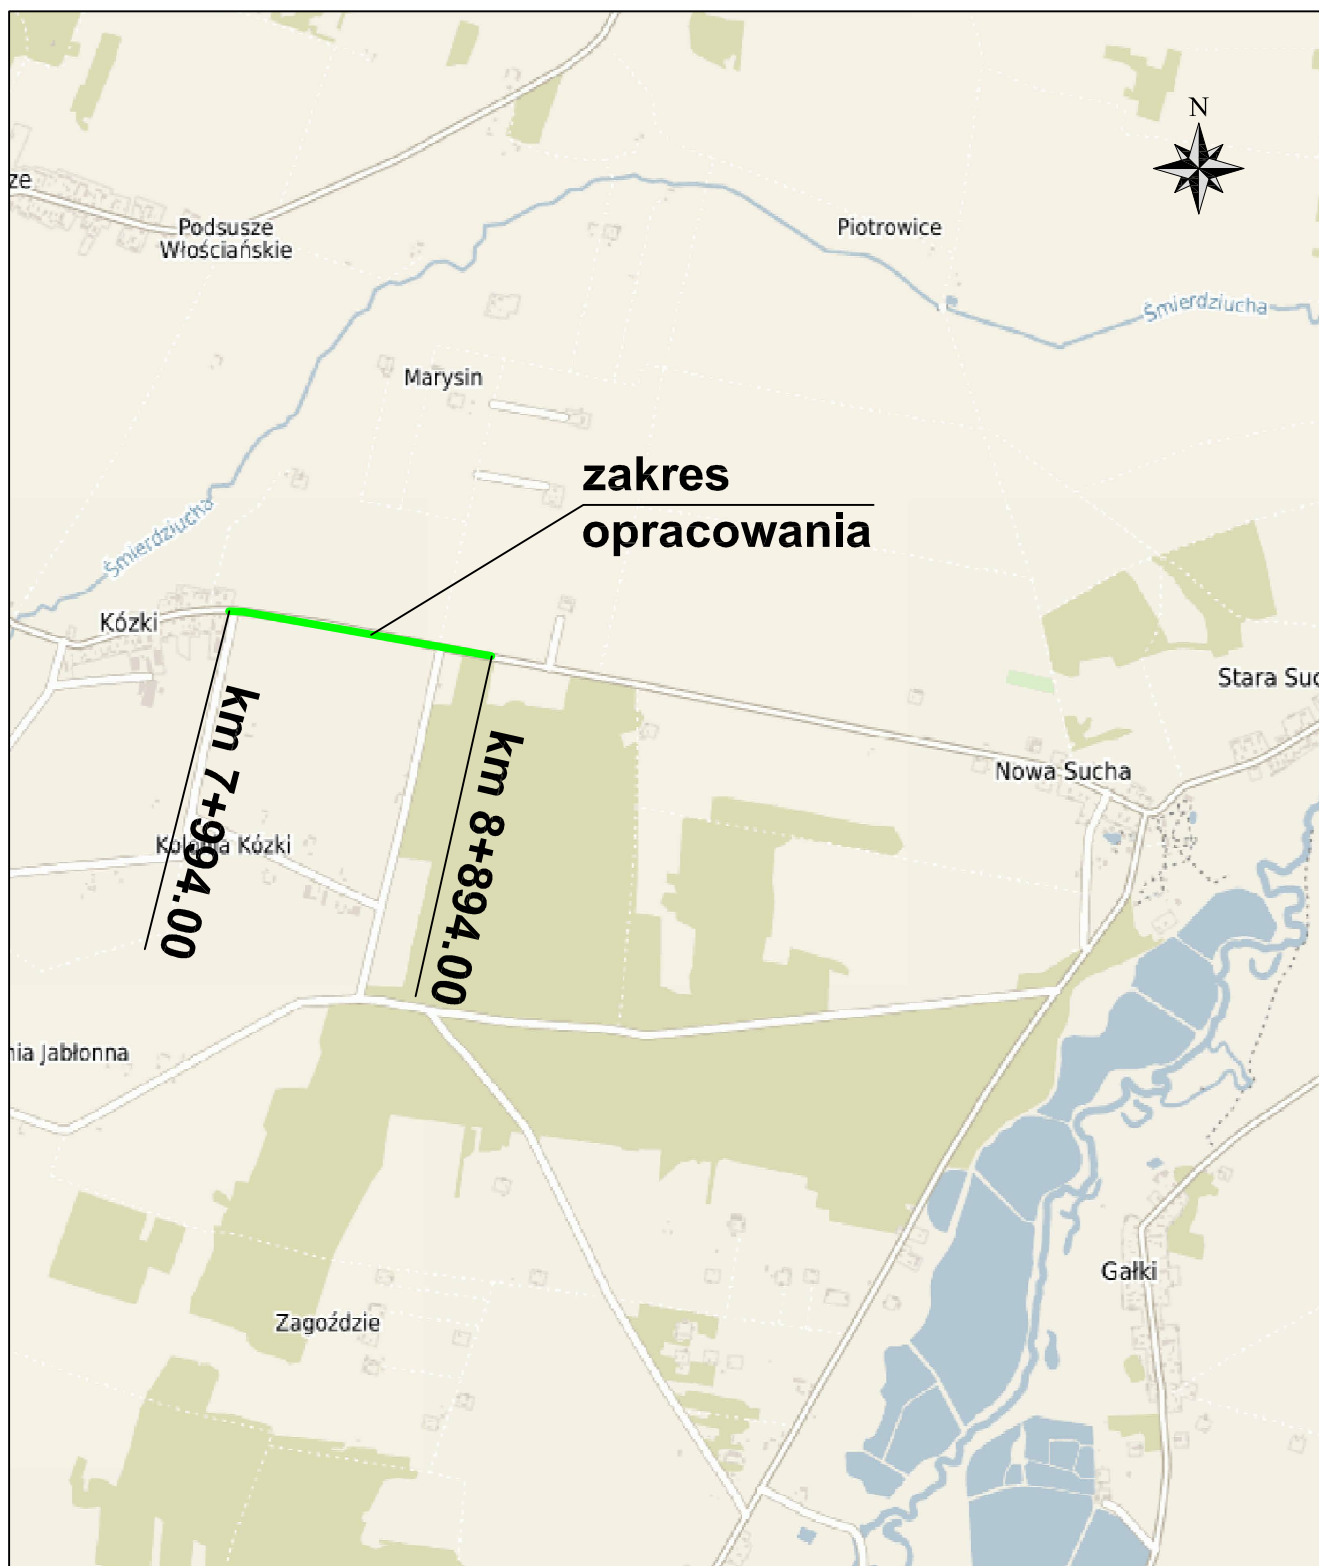 N
ze
Podsusze
Włościańskie
Piotrowice
Śmierdziucha
Marysin
zakres
opracowania
Śmierdziucha
Kózki
Stara Suc
km 7+994.00
km 8+894.00
Nowa Sucha
Kolonia Kózki
nia Jabłonna
Gałki
Zagoździe